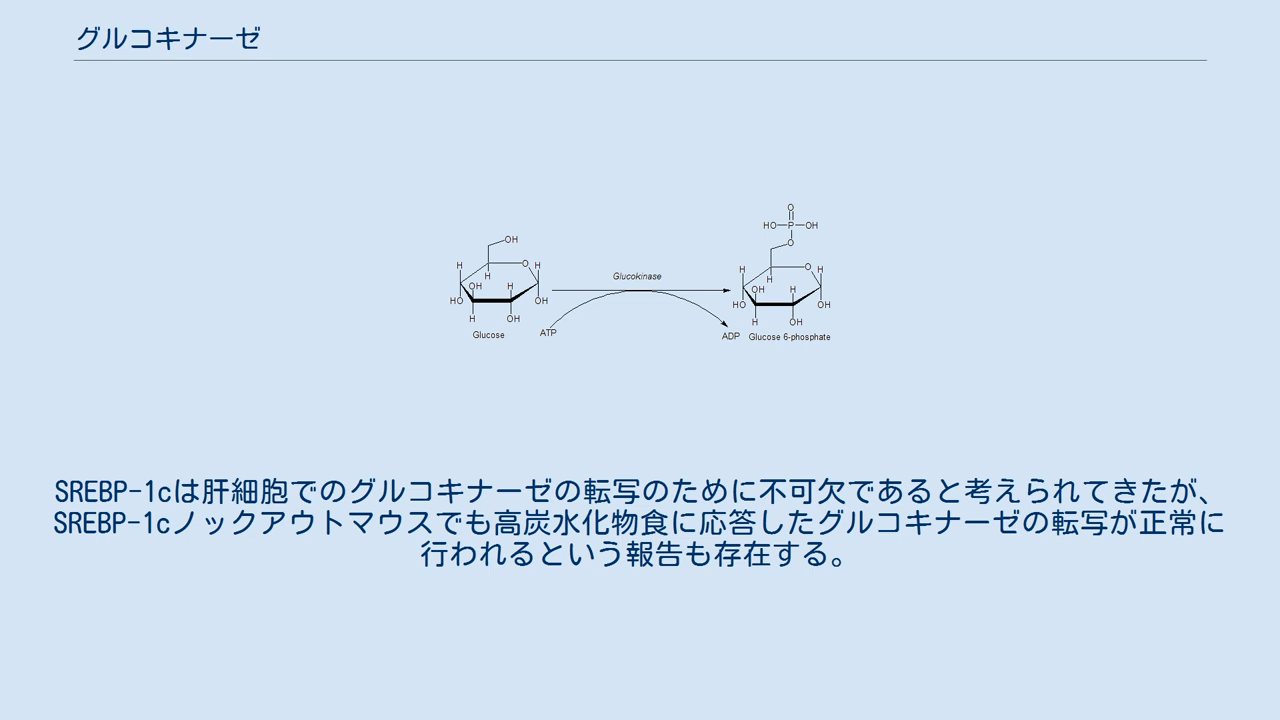 グルコキナーゼ
O
HO P OH
O
OH
H O H
H
OH H
HO OH
H OH
Glucose
Glucokinase
ATP
ADP
H O H
H
OH H
HO OH
H OH
Glucose 6-phosphate
SREBP-1cは肝細胞でのグルコキナーゼの転写のために不可欠であると考えられてきたが、
SREBP-1cノックアウトマウスでも高炭水化物食に応答したグルコキナーゼの転写が正常に
行われるという報告も存在する。